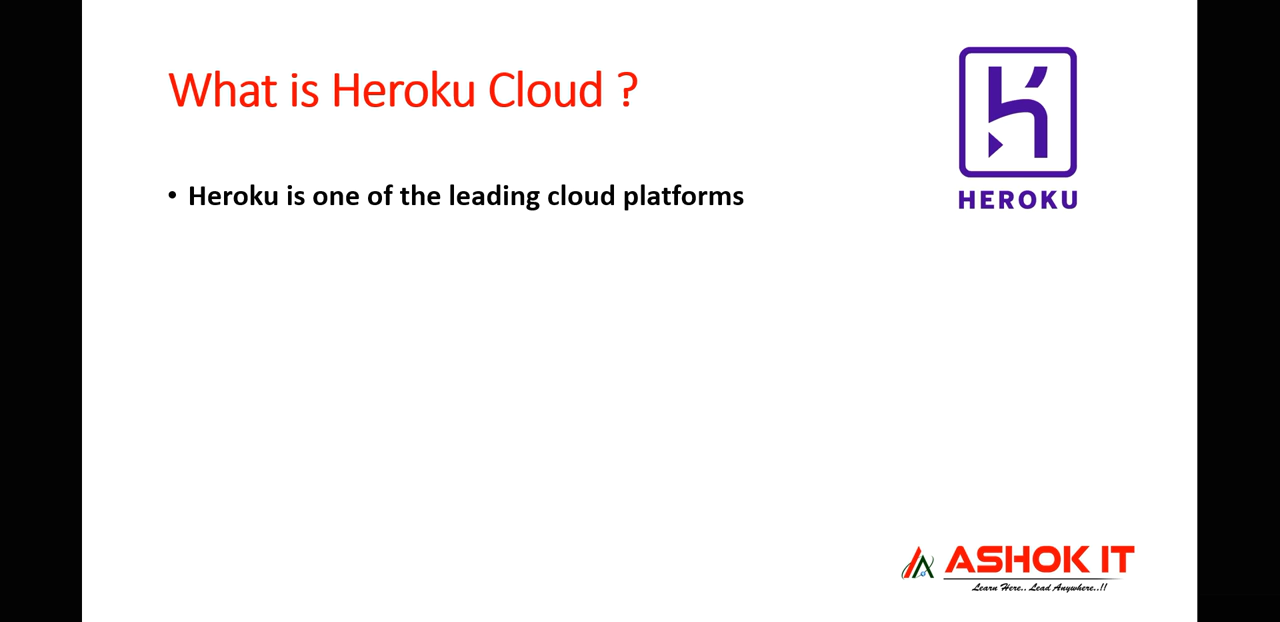 What is Heroku Cloud ?
HEROKU
• Heroku is one of the leading cloud platforms
ASHOK IT
Learn Here.. Lead Anywhere..!!